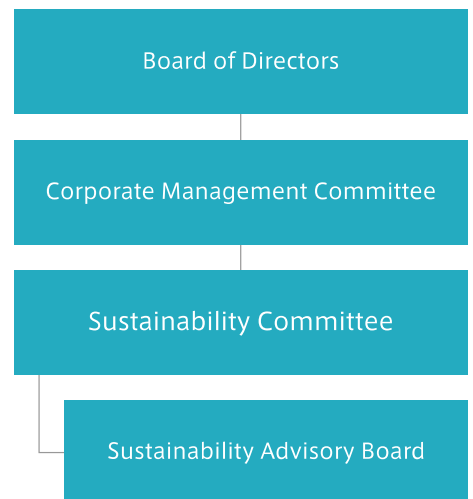 Board of Directors
Corporate Management Committee
Sustainability Committee
Sustainability Advisory Board